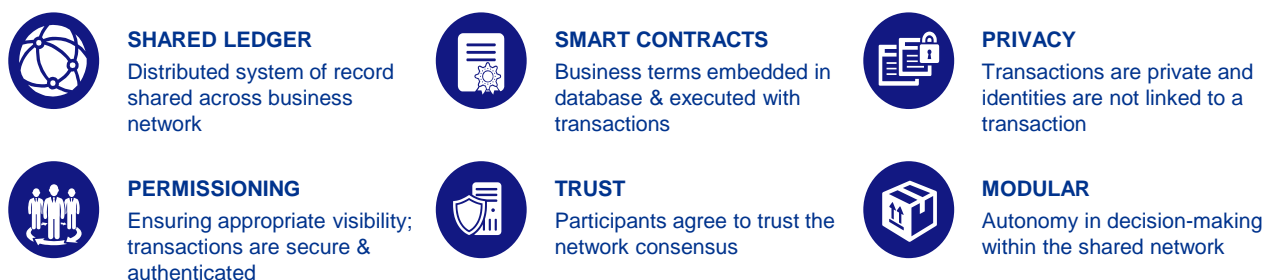 SHARED LEDGER
Distributed system of record
shared across business
network
SMART CONTRACTS
Business terms embedded in
database & executed with
transactions
PRIVACY
Transactions are private and
identities are not linked to a
transaction
PERMISSIONING
Ensuring appropriate visibility;
transactions are secure &
authenticated
TRUST
Participants agree to trust the
network consensus
MODULAR
Autonomy in decision-making
within the shared network